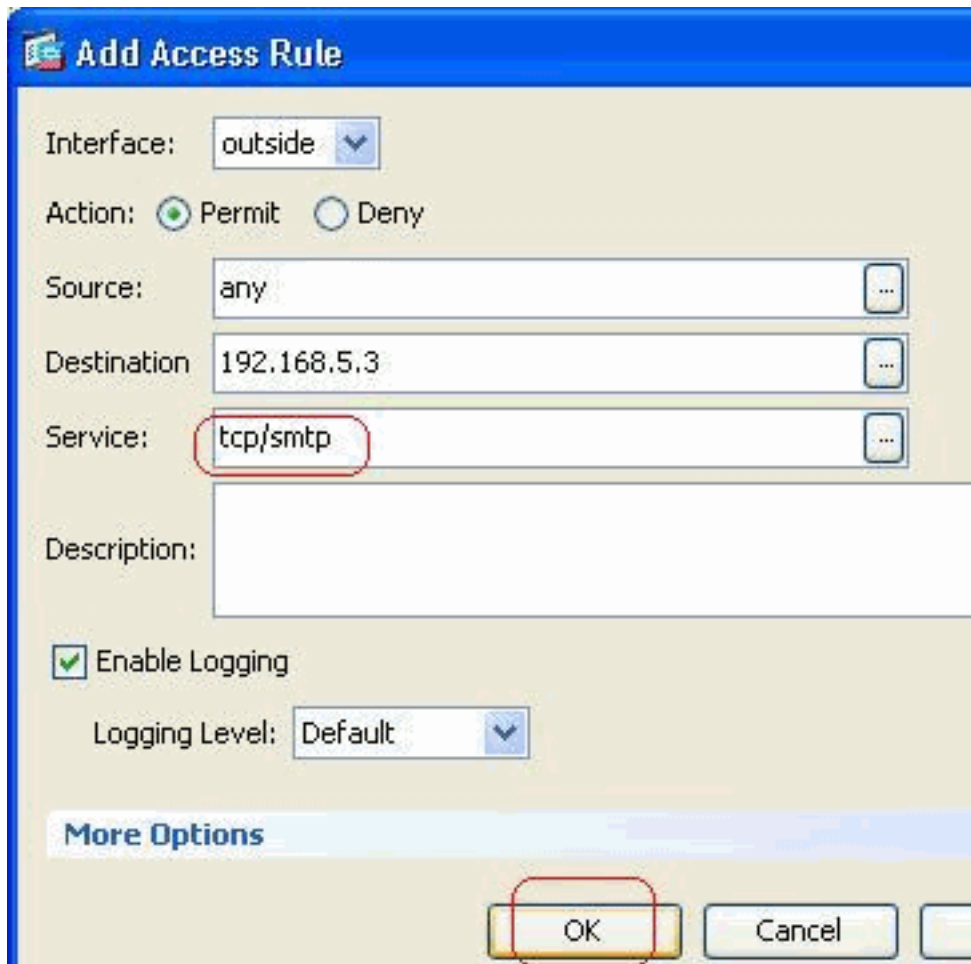 Add Access Rule
Interface: outside
Action: Permit Deny
Source: any ...
Destination 192.168.5.3 ...
Service: tcp/smtp ...
Description:
Enable Logging
Logging Level: Default
More Options
OK Cancel